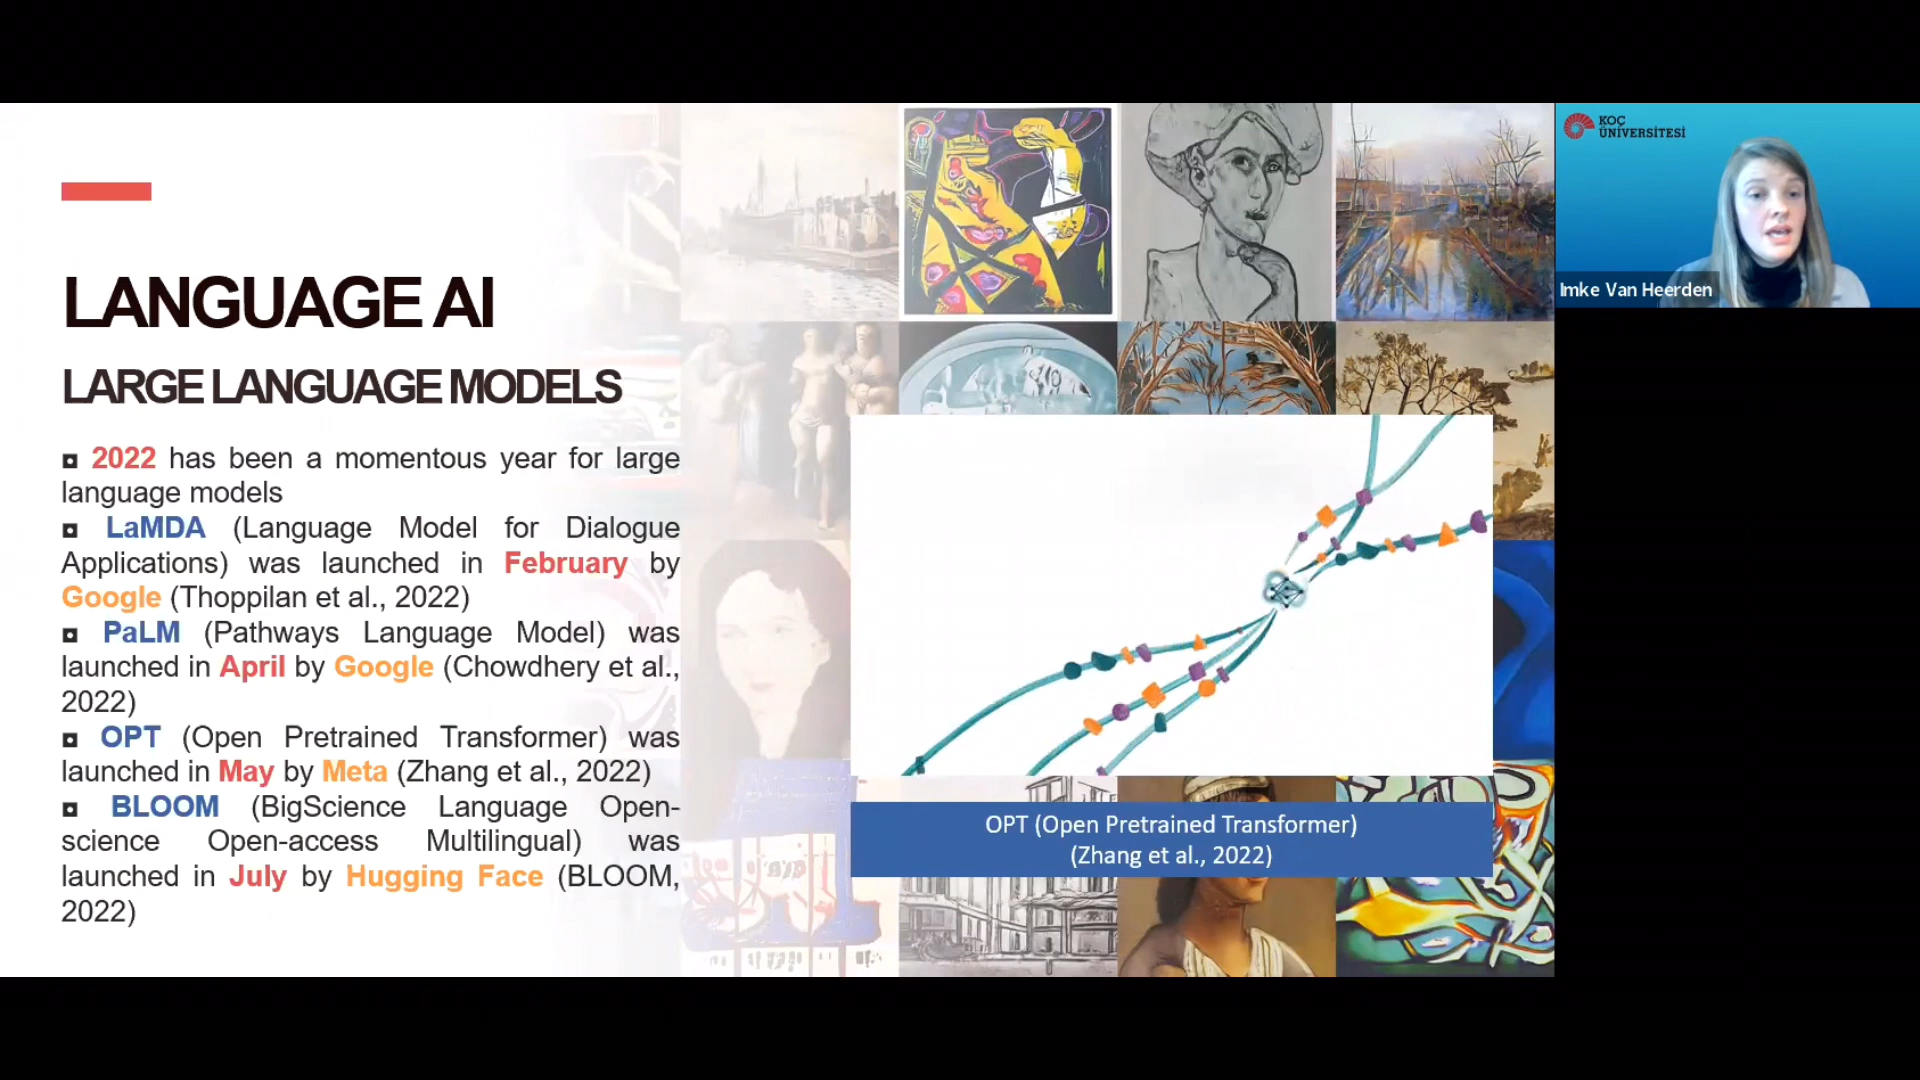 LANGUAGE AI
LARGE LANGUAGE MODELS
2022 has been a momentous year for large
language models
LaMDA (Language Model for Dialogue
Applications) was launched in February by
Google (Thoppilan et al., 2022)
PaLM (Pathways Language Model) was
launched in April by Google (Chowdhery et al.,
2022)
OPT (Open Pretrained Transformer) was
launched in May by Meta (Zhang et al., 2022)
BLOOM (BigScience Language Open-
science Open-access Multilingual) was
launched in July by Hugging Face (BLOOM,
2022)
OPT (Open Pretrained Transformer)
(Zhang et al., 2022)
KOÇ
ÜNİVERSİTESİ
Imke Van Heerden